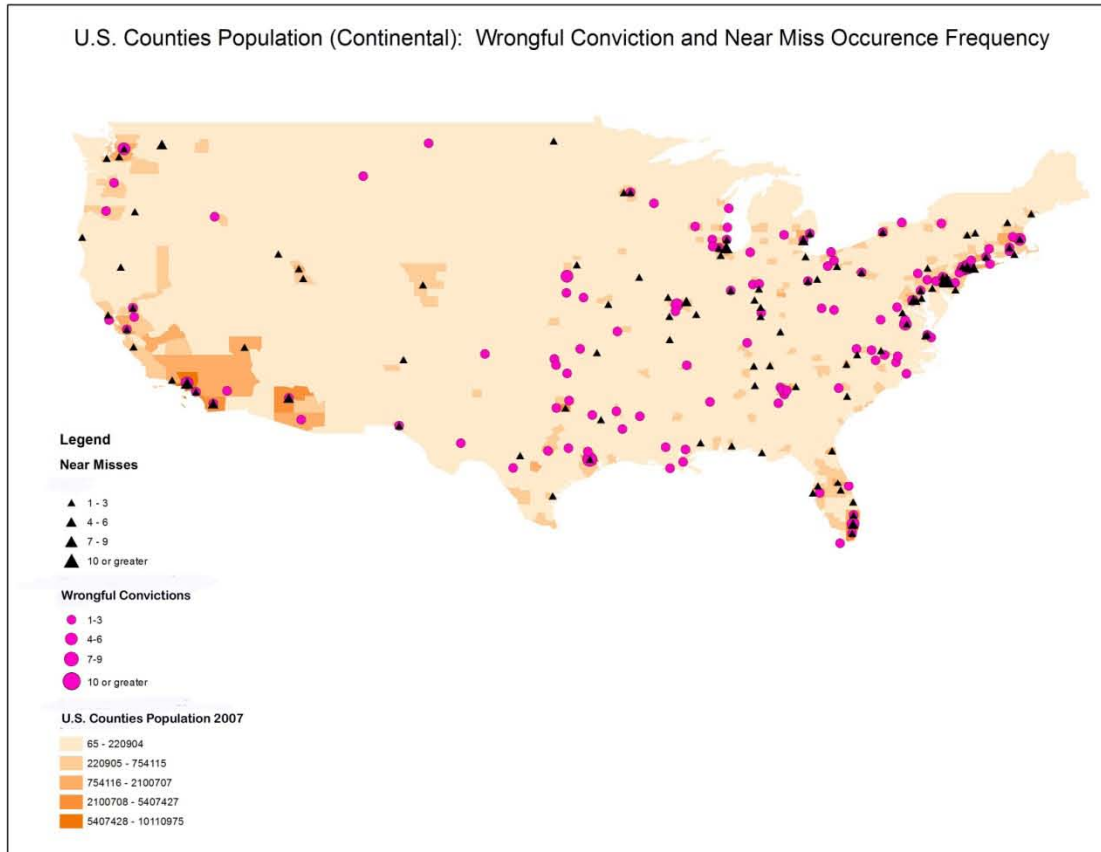 U.S. Counties Population (Continental): Wrongful Conviction and Near Miss Occurence Frequency
Legend
Near Misses
1 - 3
4 - 6
7 - 9
10 or greater
Wrongful Convictions
1-3
4-6
7-9
10 or greater
U.S. Counties Population 2007
65 - 220904
220905 - 754115
754116 - 2100707
2100708 - 5407427
5407428 - 10110975